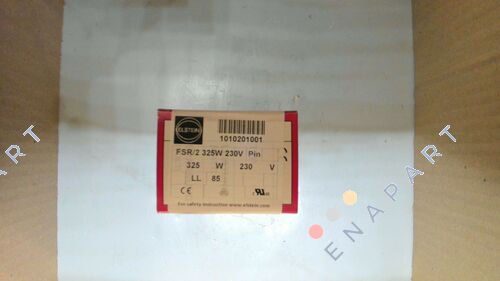 ELSTEIN
1010201001
FSR/2 325W 230V Pin
325 W 230 V
LL 85
CE
For safety instruction www.elstein.com
ENAPART